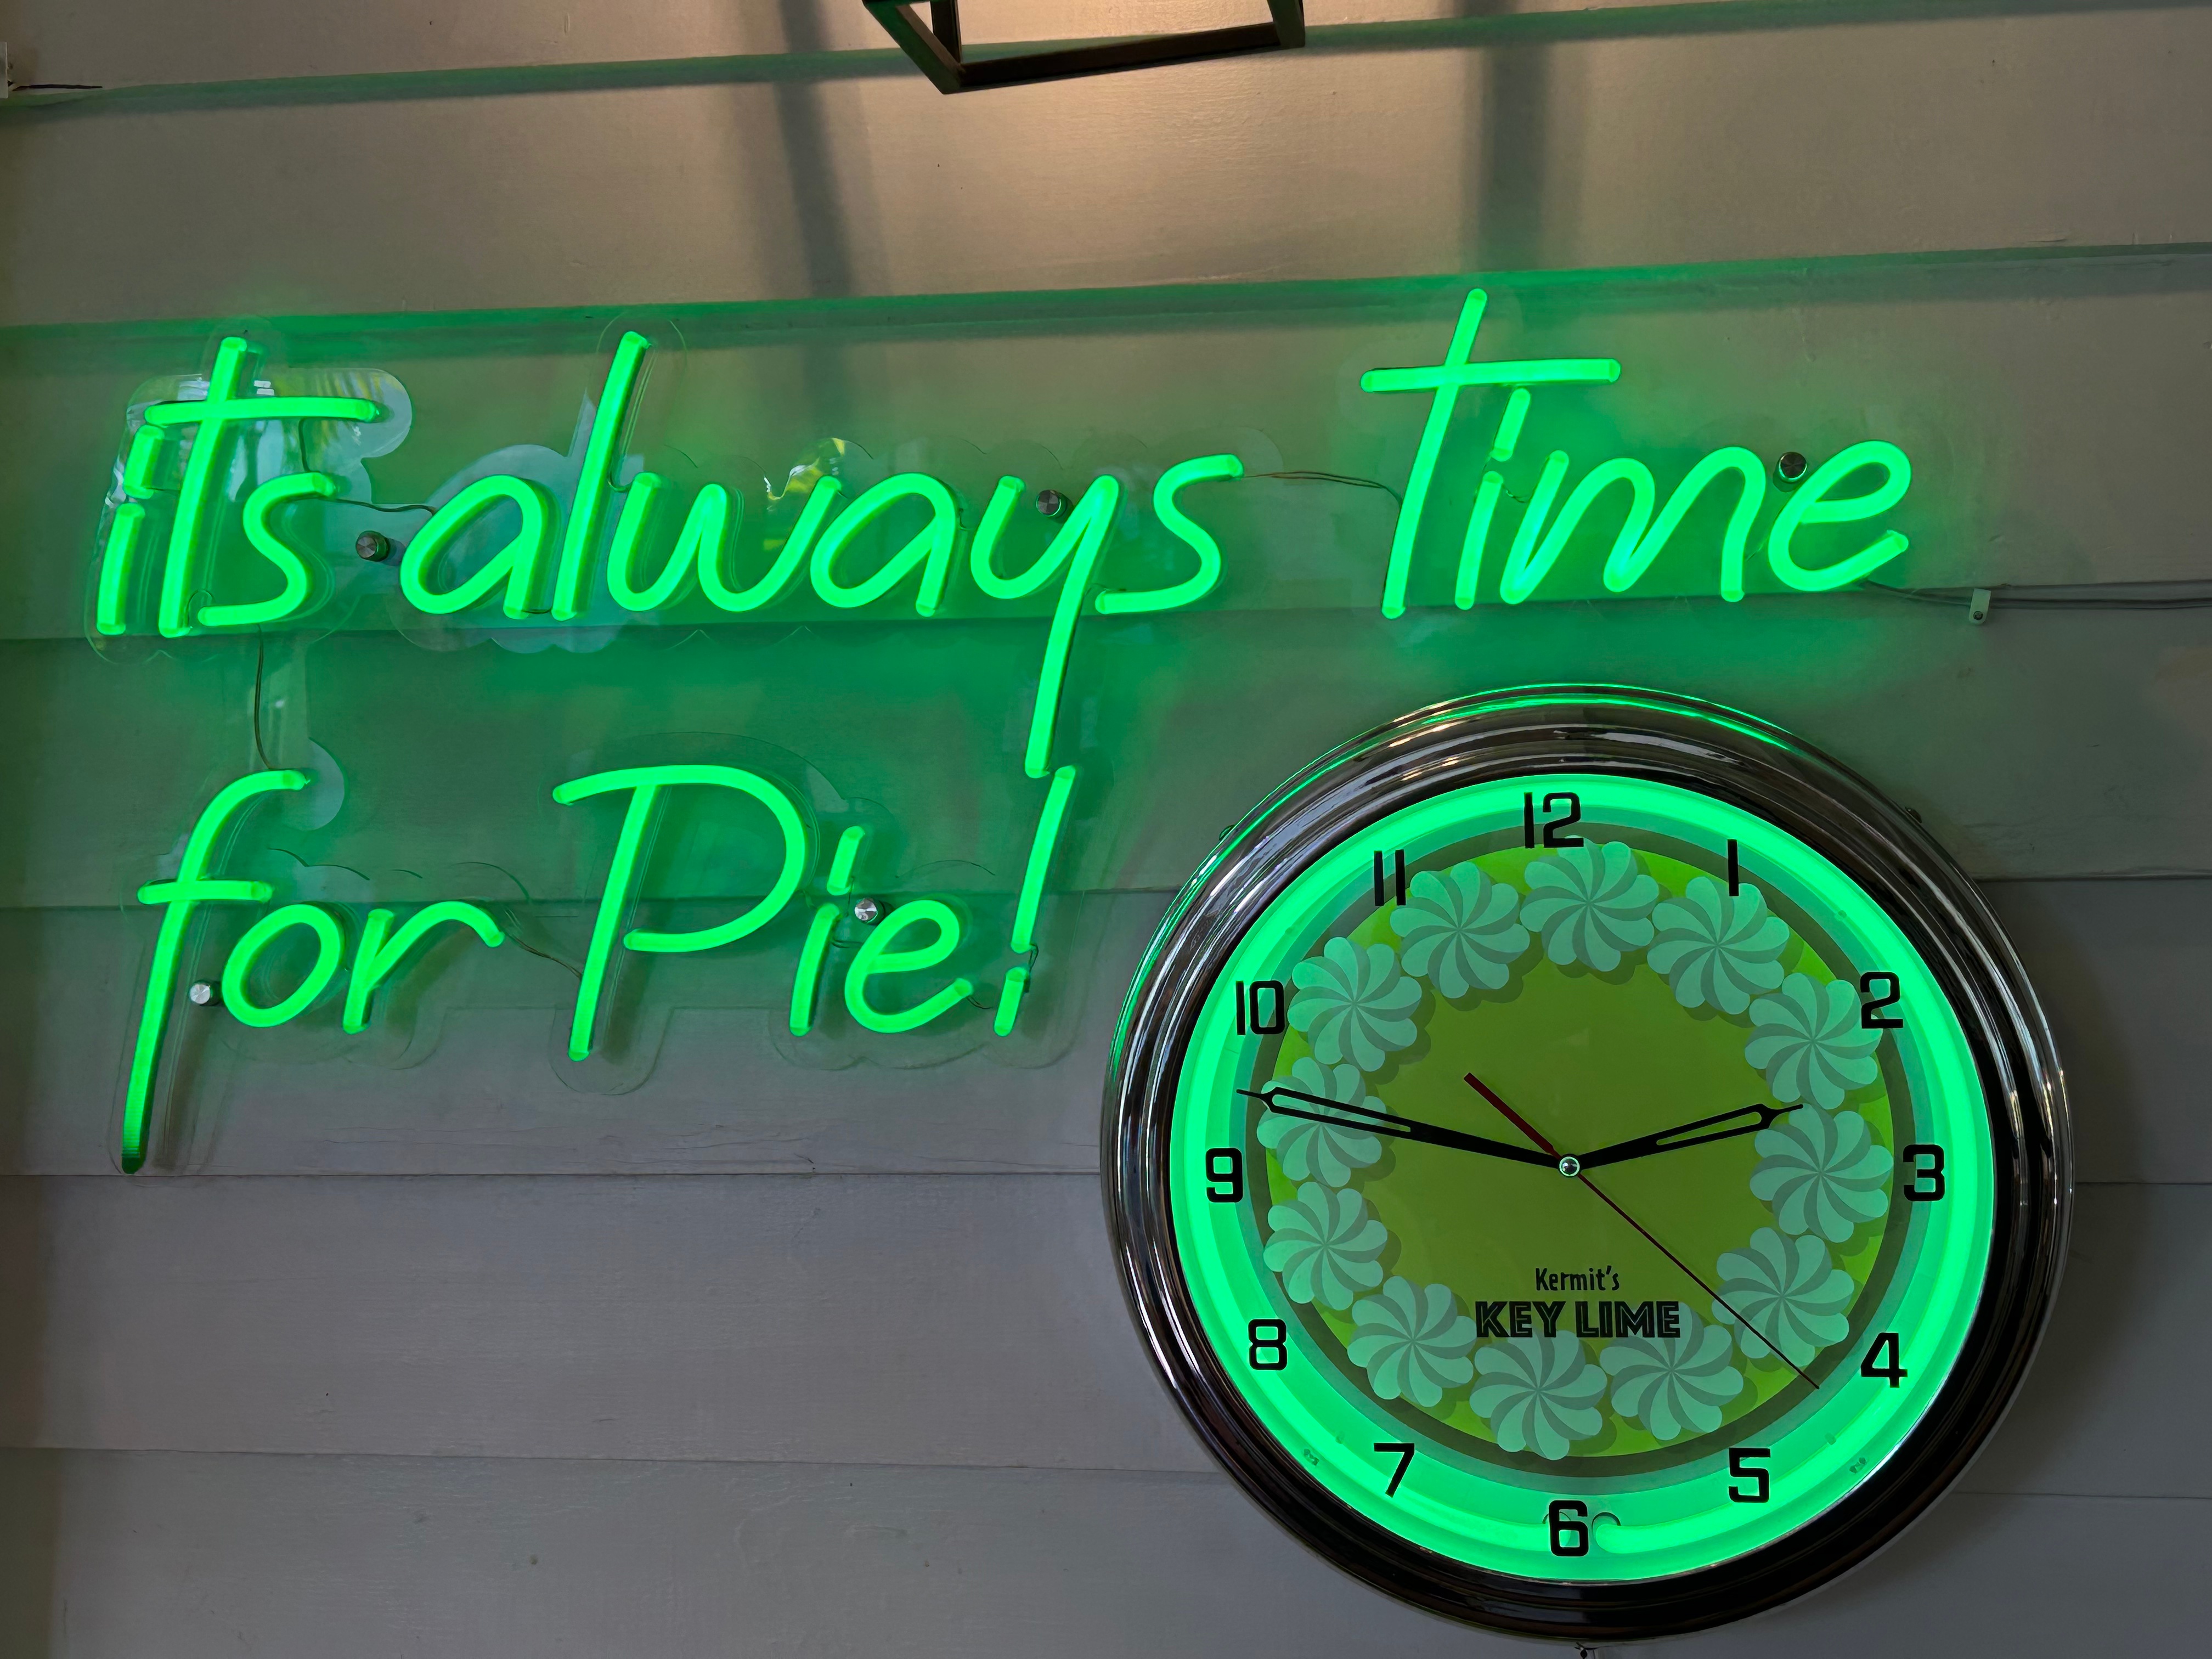 its always time
for Pie!
12
11 1
10 2
9 3
Kermit's
KEY LIME
8 4
7 5
6